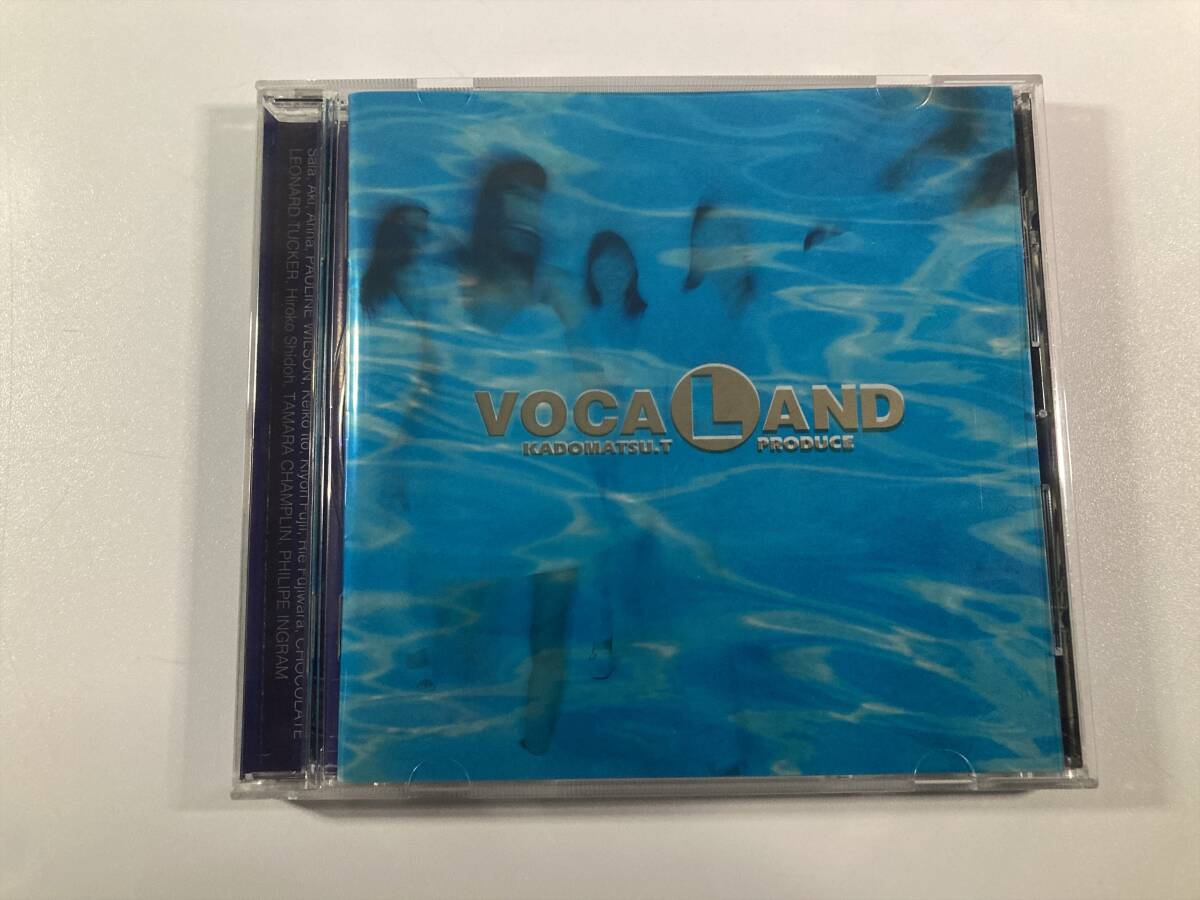 Sala, Aki, Anna, PAULINE WILSON, Keiko Ito, Kiyori Fujii, Rie Fujiwara, CHOCOLATE
LEONARD TUCKER, Hiroko Shidoh, TAMARA CHAMPLIN, PHILIPE INGRAM
VOCALAND
KADOMATSU.T PRODUCE